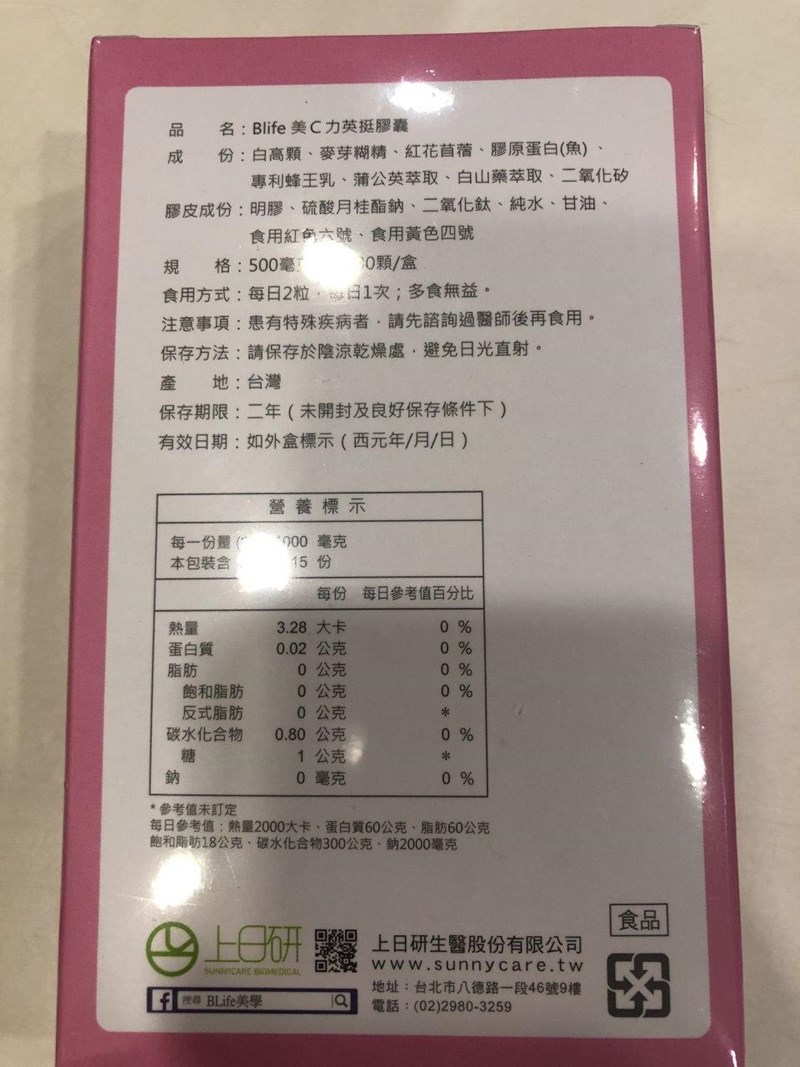 品 名：Blife 美C力英挺膠囊
成 份：白高顆、麥芽糊精、紅花苜蓿、膠原蛋白(魚)、
專利蜂王乳、蒲公英萃取、白山藥萃取、二氧化矽
膠皮成份：明膠、硫酸月桂酯鈉、二氧化鈦、純水、甘油、
食用紅色六號、食用黃色四號
規 格：500毫 30顆/盒
食用方式：每日2粒，每日1次；多食無益。
注意事項：患有特殊疾病者，請先諮詢過醫師後再食用。
保存方法：請保存於陰涼乾燥處，避免日光直射。
產 地：台灣
保存期限：二年（未開封及良好保存條件下）
有效日期：如外盒標示（西元年/月/日）
營養標示
每一份量 1000 毫克
本包裝含 15 份
每份 每日參考值百分比
熱量 3.28 大卡 0 %
蛋白質 0.02 公克 0 %
脂肪 0 公克 0 %
飽和脂肪 0 公克 0 %
反式脂肪 0 公克 *
碳水化合物 0.80 公克 0 %
糖 1 公克 *
鈉 0 毫克 0 %
*參考值未訂定
每日參考值：熱量2000大卡、蛋白質60公克、脂肪60公克
飽和脂肪18公克、碳水化合物300公克、鈉2000毫克
食品
上日研
SUNNYCARE BIOMEDICAL
上日研生醫股份有限公司
www.sunnycare.tw
地址：台北市八德路一段46號9樓
電話：(02)2980-3259
f 搜尋 BLife美學